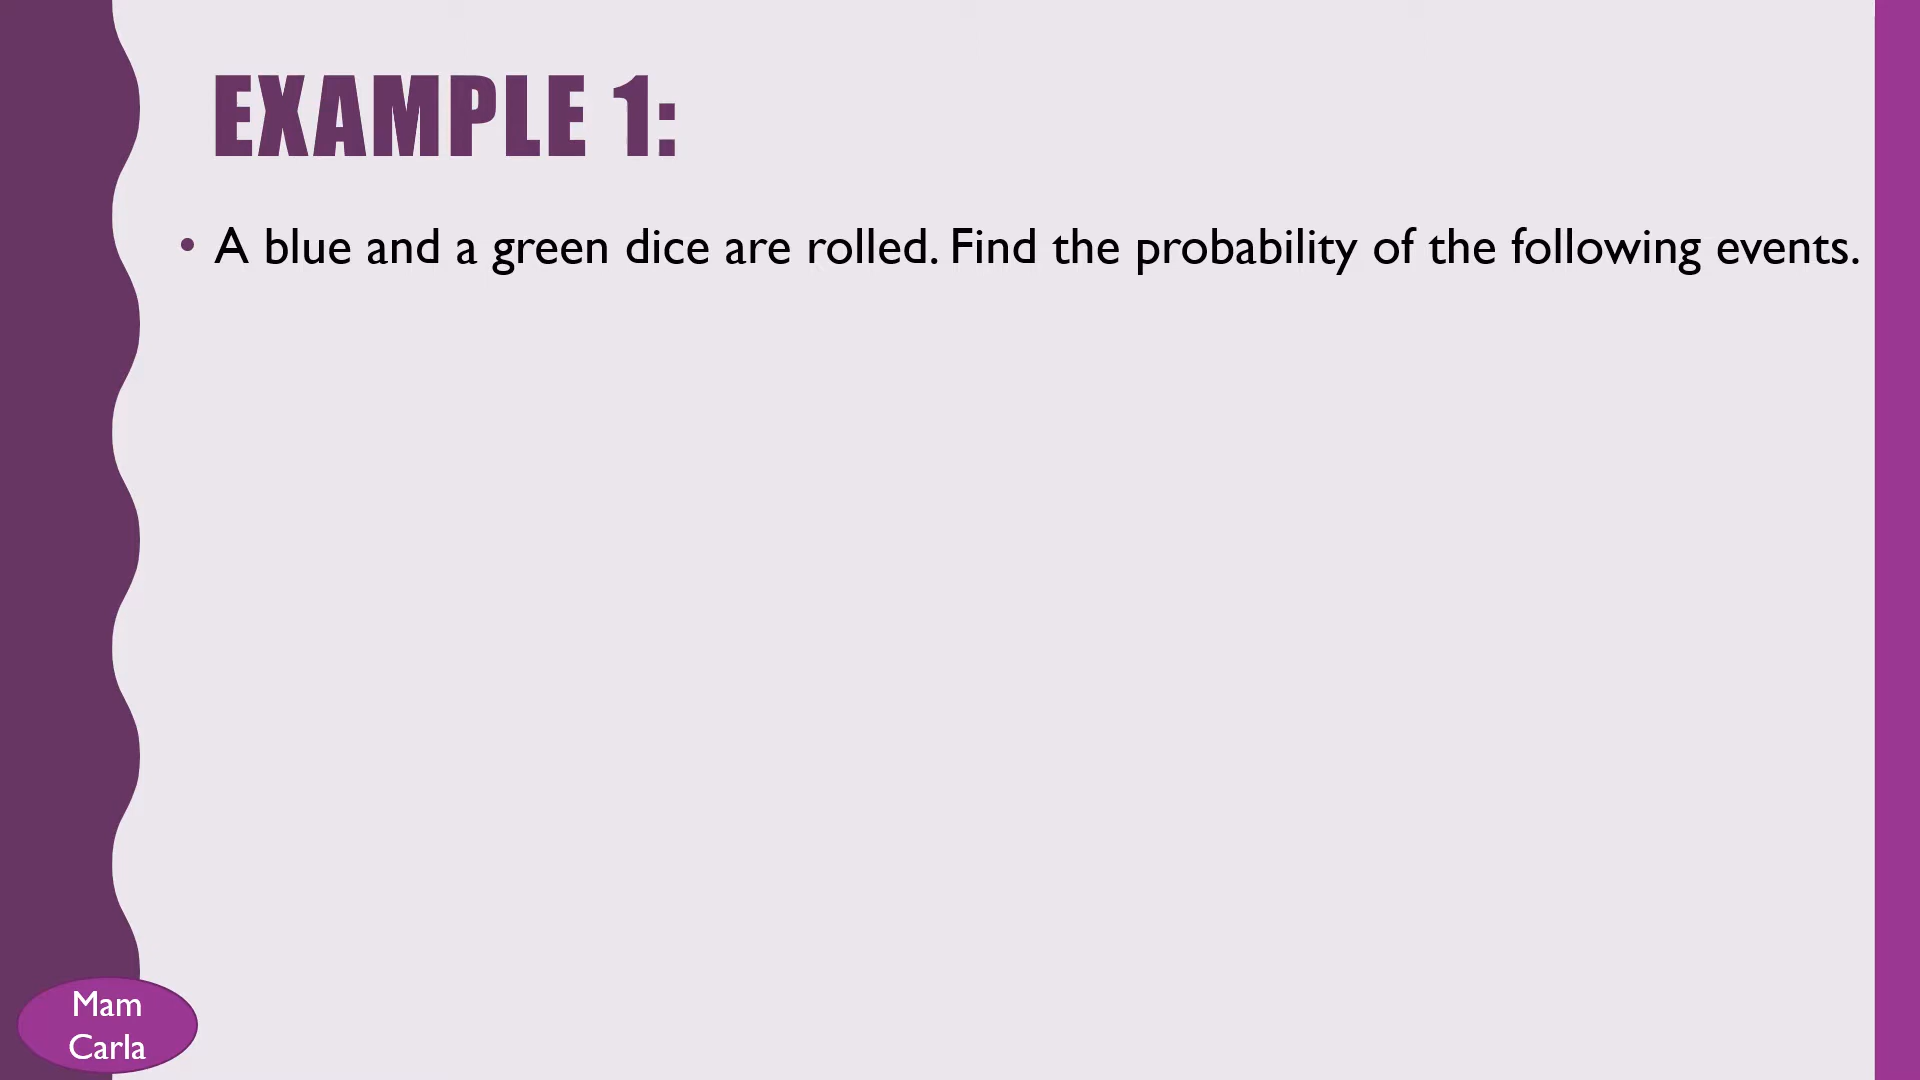 EXAMPLE 1:
• A blue and a green dice are rolled. Find the probability of the following events.
Mam
Carla